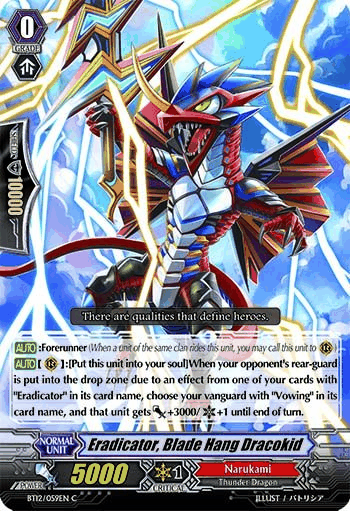 0
GRADE
SHIELD
10000
There are qualities that define heroes.
AUTO :Forerunner (When a unit of the same clan rides this unit, you may call this unit to RC)
AUTO [RC]:[Put this unit into your soul]When your opponent's rear-guard
is put into the drop zone due to an effect from one of your cards with
"Eradicator" in its card name, choose your vanguard with "Vowing" in its
card name, and that unit gets +3000/ +1 until end of turn.
NORMAL
UNIT
Eradicator, Blade Hang Dracokid
POWER
5000
1
CRITICAL
Narukami
Thunder Dragon
BT12/059EN C
ILLUST / パトリシア